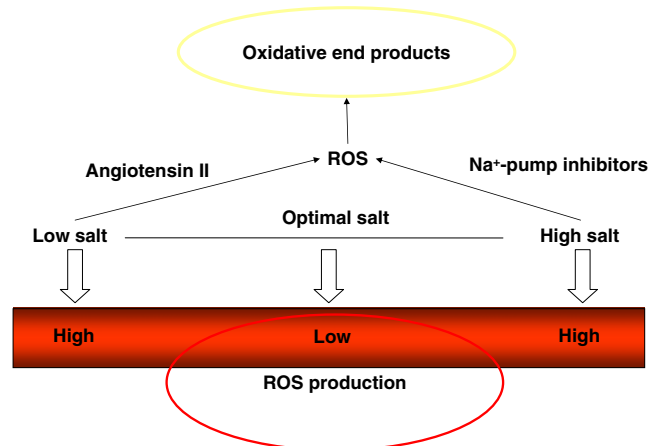 Oxidative end products
ROS
Angiotensin II
Na⁺-pump inhibitors
Optimal salt
Low salt
High salt
High
Low
High
ROS production